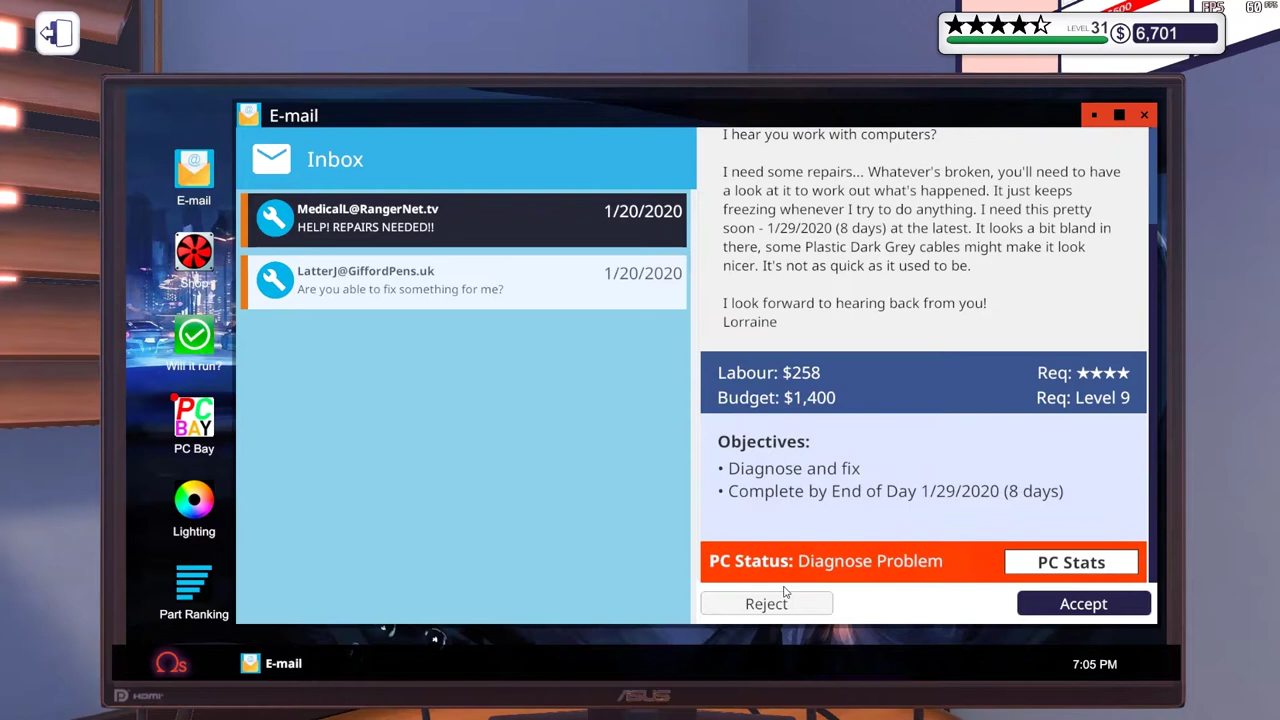 FPS 60 FPS
LEVEL 31 $ 6,701
E-mail
E-mail
Shop
Will it run?
PC BAY
PC Bay
Lighting
Part Ranking
Inbox
MedicalL@RangerNet.tv 1/20/2020
HELP! REPAIRS NEEDED!!
LatterJ@GiffordPens.uk 1/20/2020
Are you able to fix something for me?
I hear you work with computers?
I need some repairs... Whatever's broken, you'll need to have
a look at it to work out what's happened. It just keeps
freezing whenever I try to do anything. I need this pretty
soon - 1/29/2020 (8 days) at the latest. It looks a bit bland in
there, some Plastic Dark Grey cables might make it look
nicer. It's not as quick as it used to be.
I look forward to hearing back from you!
Lorraine
Labour: $258 Req: ★★★★
Budget: $1,400 Req: Level 9
Objectives:
• Diagnose and fix
• Complete by End of Day 1/29/2020 (8 days)
PC Status: Diagnose Problem PC Stats
Reject Accept
Ωs E-mail 7:05 PM
HDMI ASUS